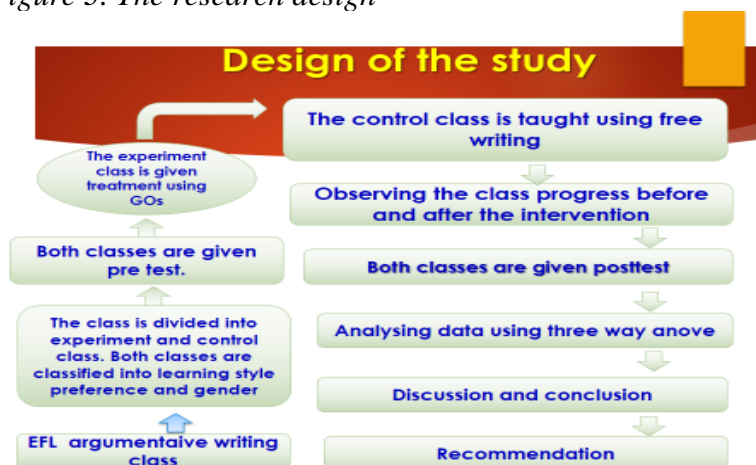 igure 3. The research design
Design of the study
The control class is taught using free
writing
The experiment
class is given
treatment using
GOs
Observing the class progress before
and after the intervention
Both classes are given
pre test.
Both classes are given posttest
The class is divided into
experiment and control
class. Both classes are
classified into learning style
preference and gender
Analysing data using three way anove
Discussion and conclusion
EFL argumentaive writing
class
Recommendation